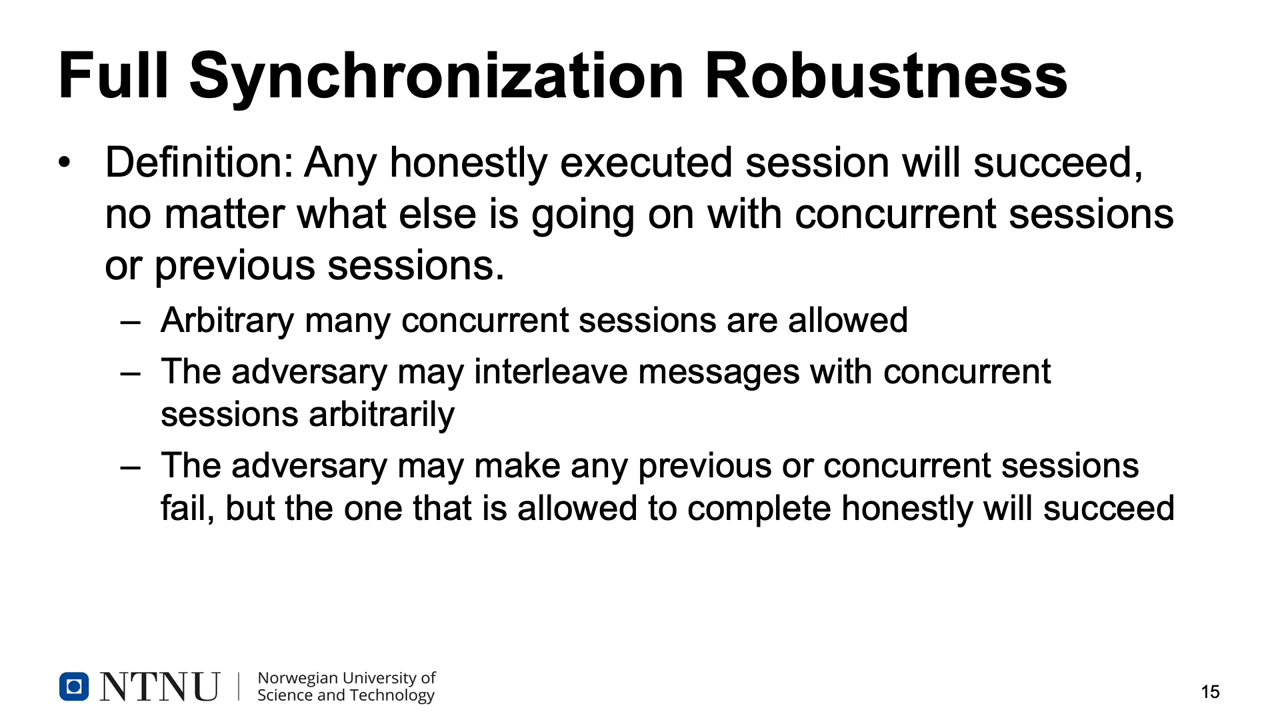 Full Synchronization Robustness
• Definition: Any honestly executed session will succeed,
no matter what else is going on with concurrent sessions
or previous sessions.
– Arbitrary many concurrent sessions are allowed
– The adversary may interleave messages with concurrent
sessions arbitrarily
– The adversary may make any previous or concurrent sessions
fail, but the one that is allowed to complete honestly will succeed
NTNU
Norwegian University of
Science and Technology
15